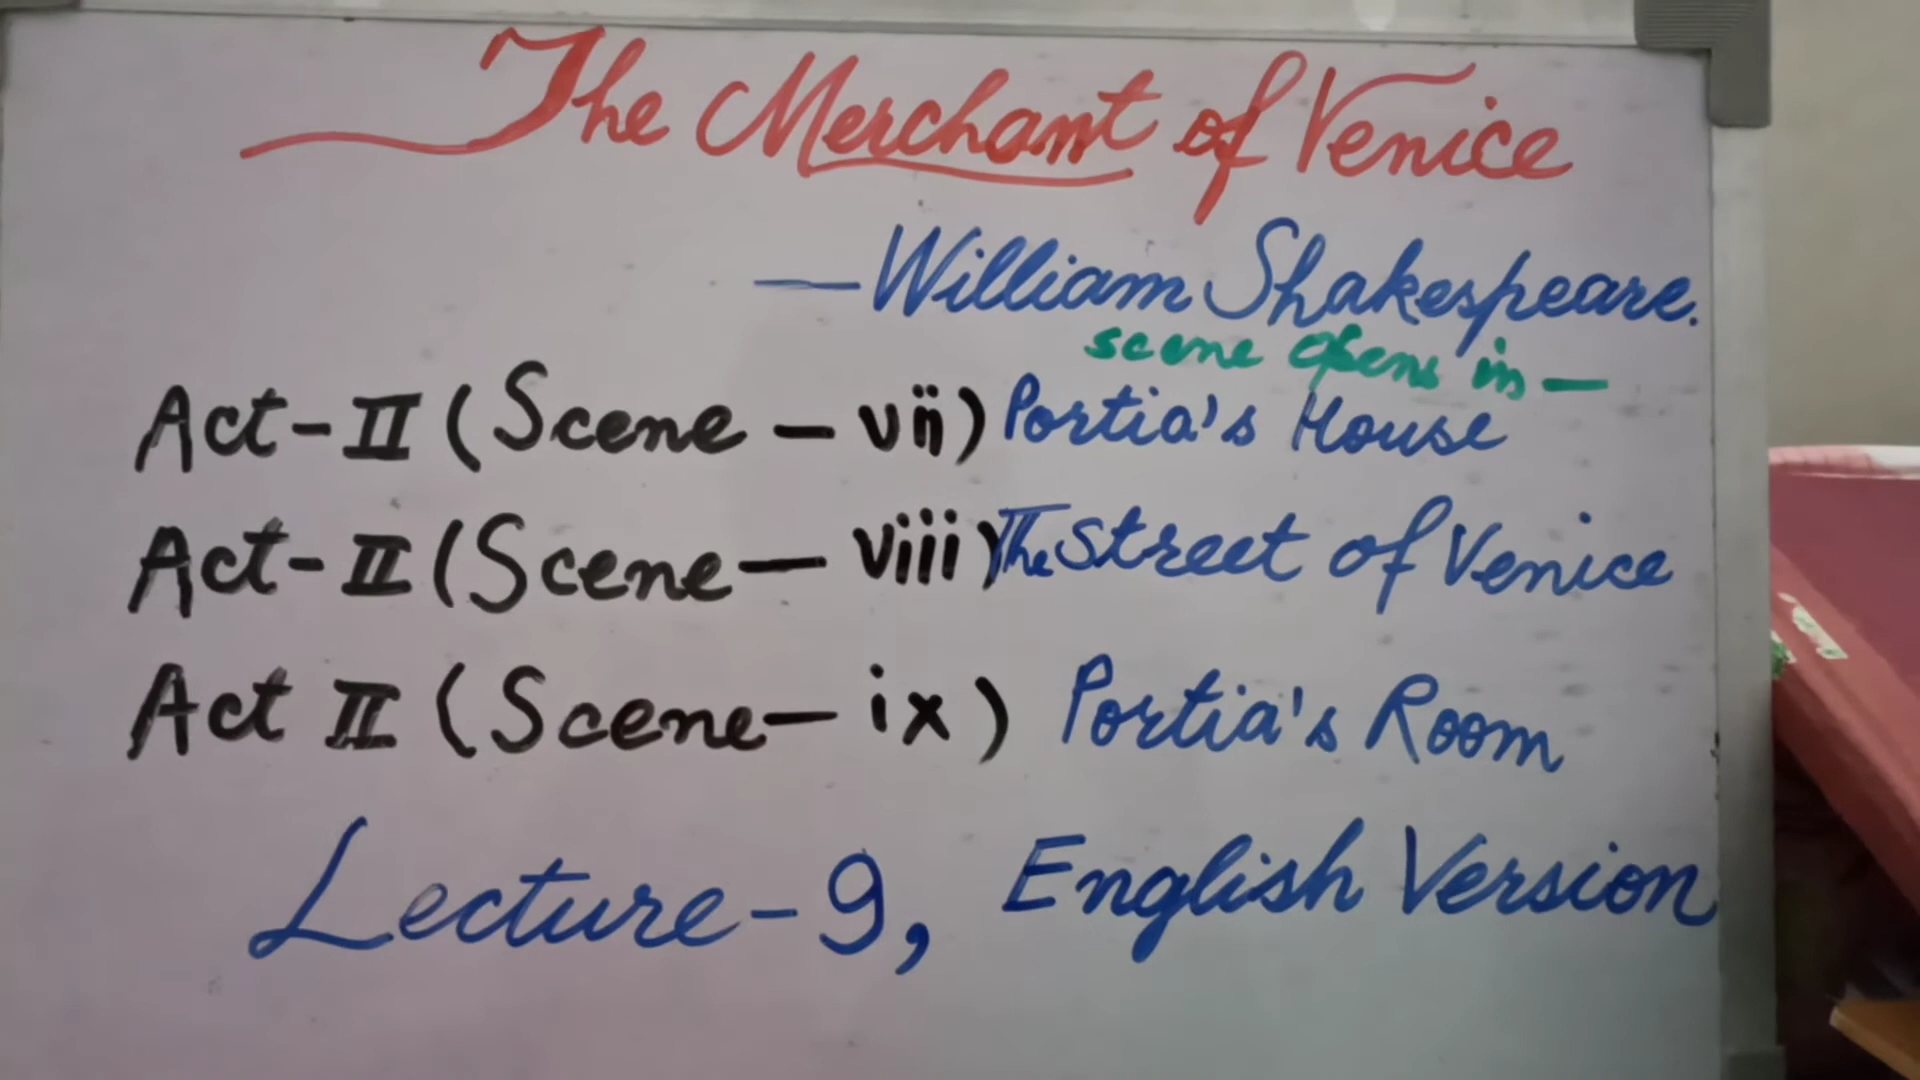 The Merchant of Venice
— William Shakespeare.
scene opens in —
Act-II (Scene - vii) Portia's House
Act-II (Scene — viii) The Street of Venice
Act II (Scene — ix) Portia's Room
Lecture-9, English Version